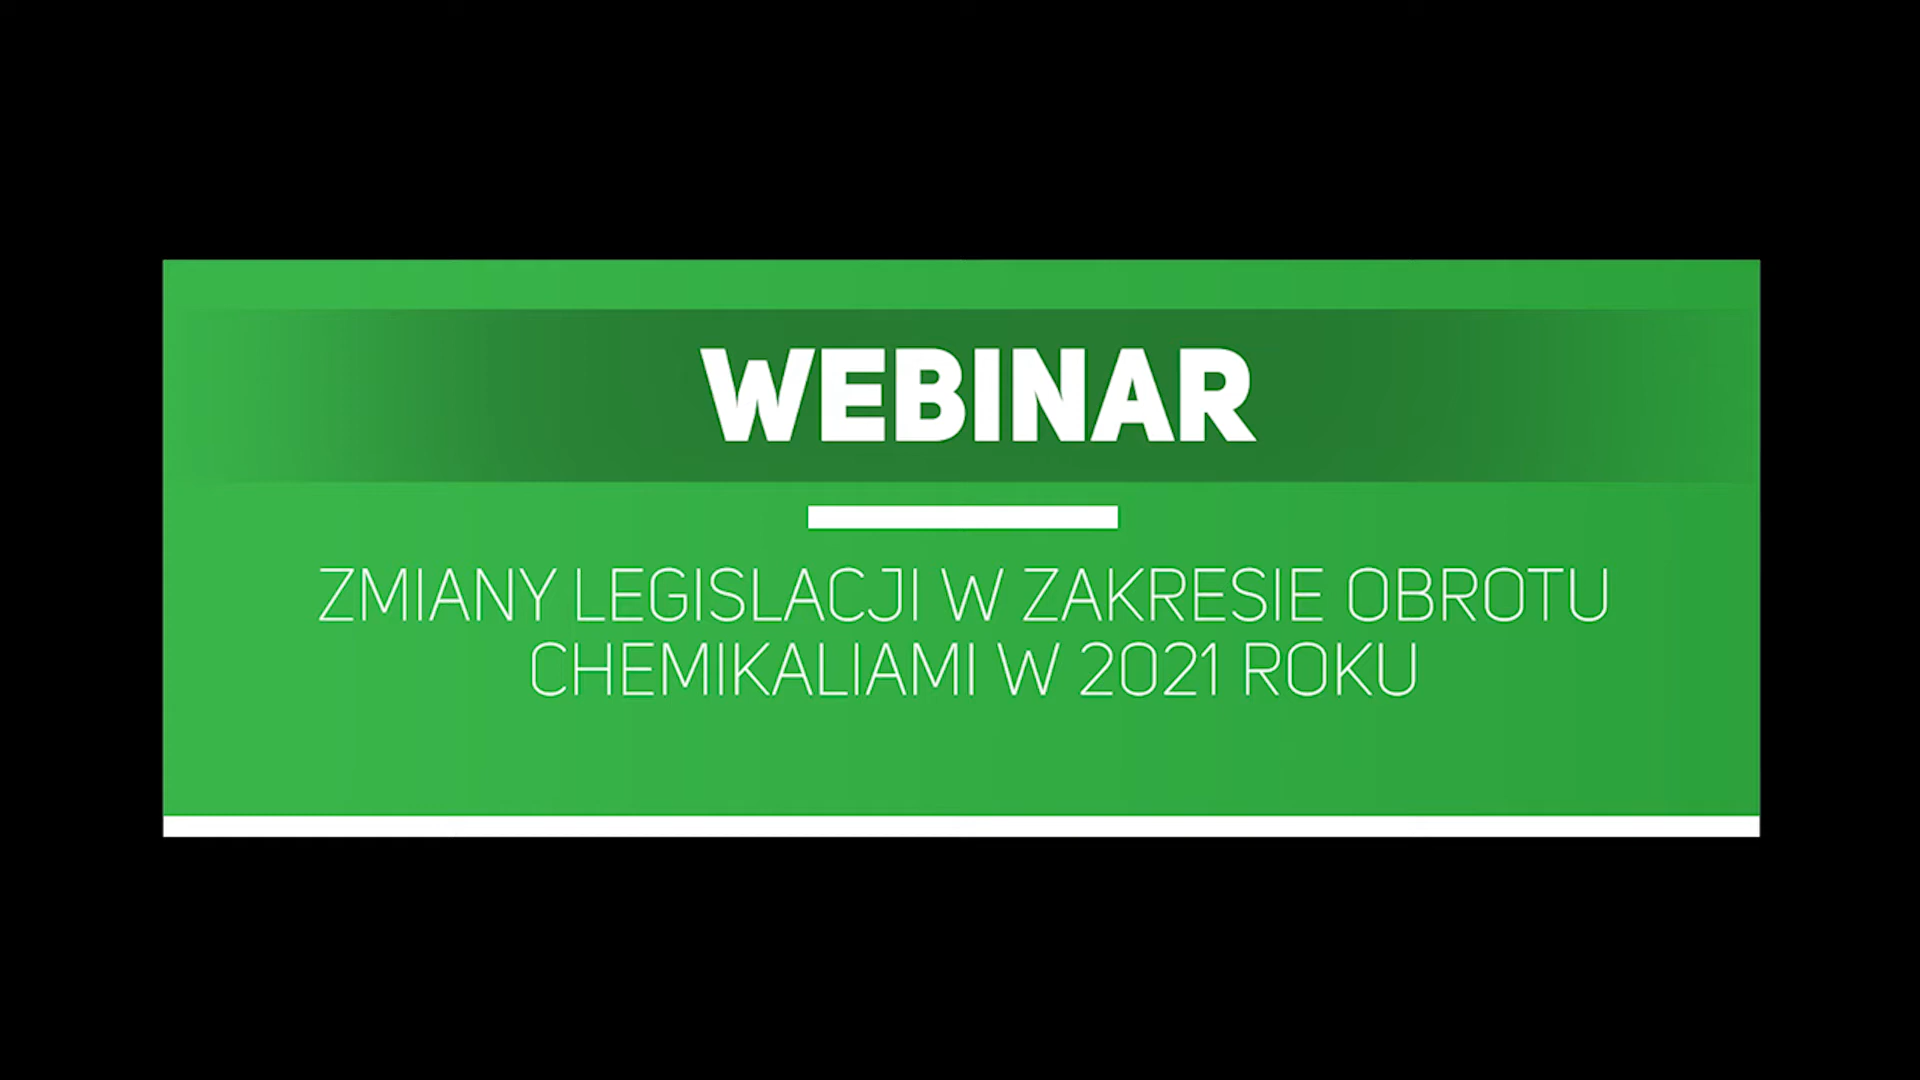 WEBINAR
ZMIANY LEGISLACJI W ZAKRESIE OBROTU
CHEMIKALIAMI W 2021 ROKU